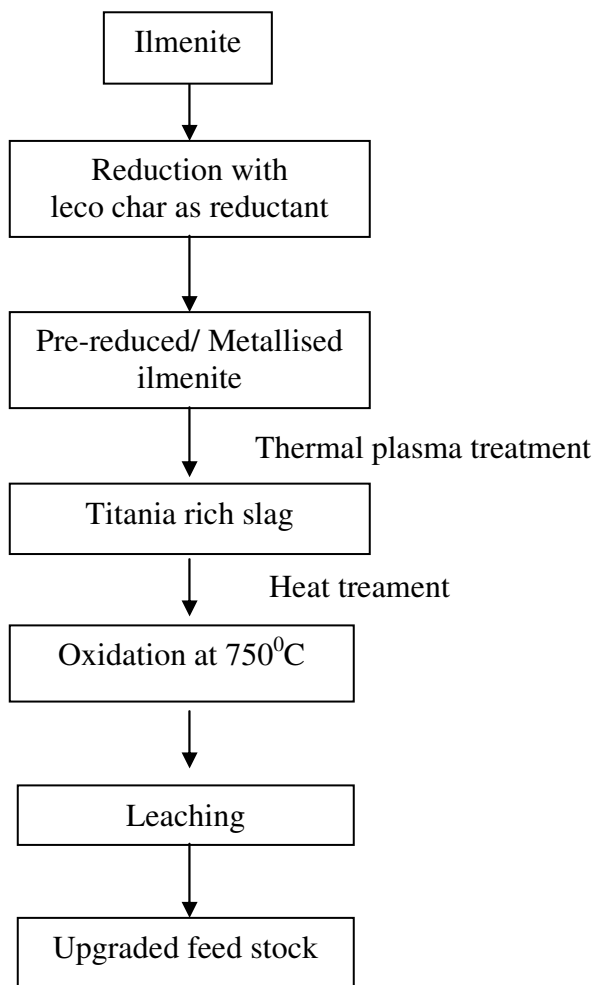 Ilmenite
Reduction with
leco char as reductant
Pre-reduced/ Metallised
ilmenite
Thermal plasma treatment
Titania rich slag
Heat treament
Oxidation at 750⁰C
Leaching
Upgraded feed stock